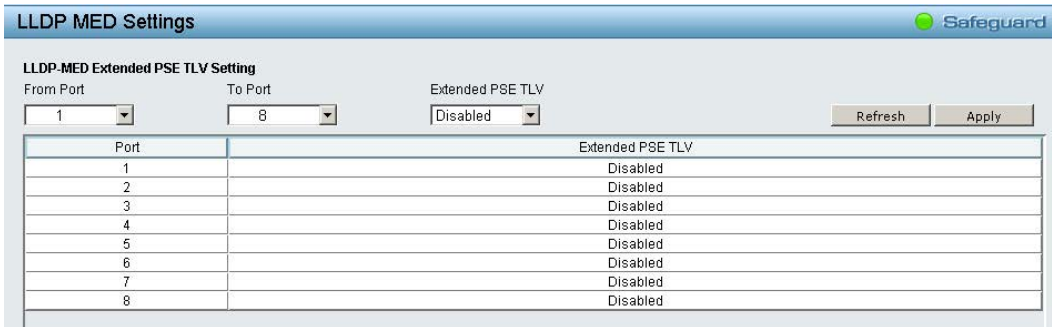 LLDP MED Settings Safeguard
LLDP-MED Extended PSE TLV Setting
From Port To Port Extended PSE TLV
1 8 Disabled Refresh Apply
Port Extended PSE TLV
1 Disabled
2 Disabled
3 Disabled
4 Disabled
5 Disabled
6 Disabled
7 Disabled
8 Disabled